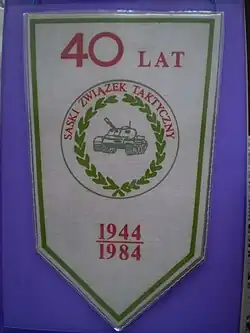 40 LAT
SASKI ZWIĄZEK TAKTYCZNY
1944
1984